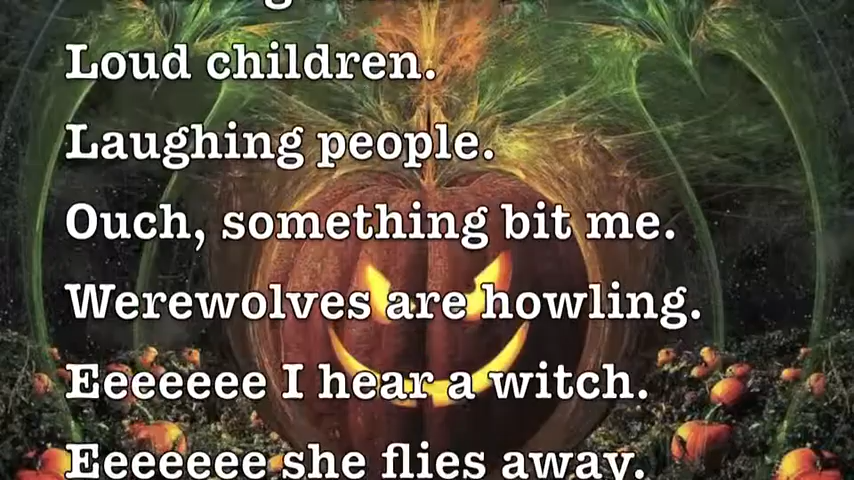 Loud children.
Laughing people.
Ouch, something bit me.
Werewolves are howling.
Eeeeeee I hear a witch.
Eeeeeee she flies away.